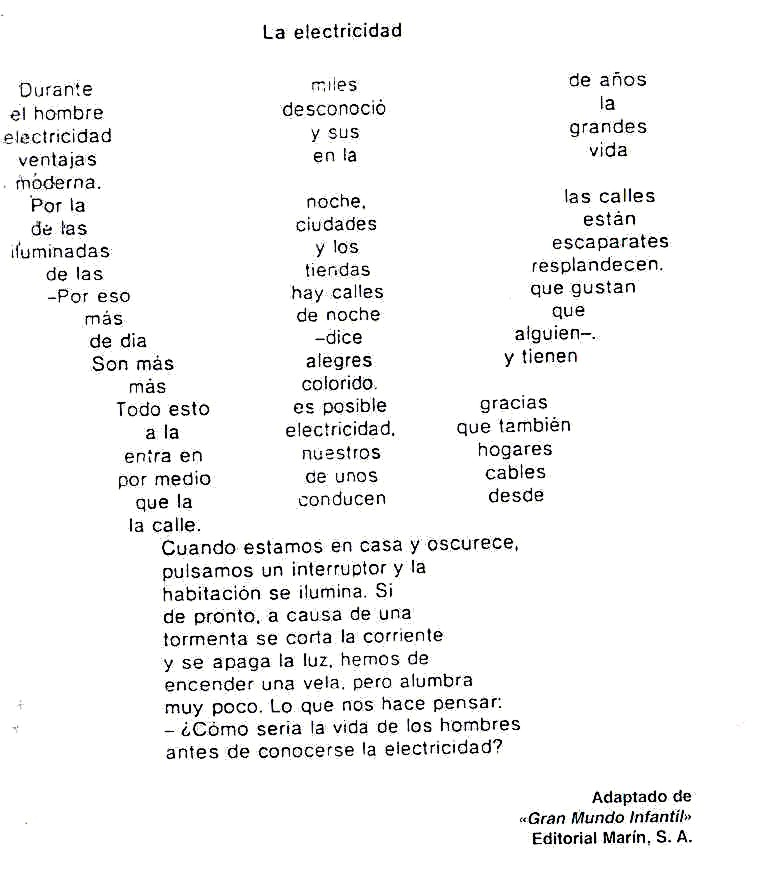 La electricidad
Durante miles de años
el hombre desconoció la
electricidad y sus grandes
ventajas en la vida
moderna.
Por la noche, las calles
de las ciudades están
iluminadas y los escaparates
de las tiendas resplandecen.
-Por eso hay calles que gustan
más de noche que
de dia –dice alguien–.
Son más alegres y tienen
más colorido.
Todo esto es posible gracias
a la electricidad, que también
entra en nuestros hogares
por medio de unos cables
que la conducen desde
la calle.
Cuando estamos en casa y oscurece,
pulsamos un interruptor y la
habitación se ilumina. Si
de pronto, a causa de una
tormenta se corta la corriente
y se apaga la luz, hemos de
encender una vela, pero alumbra
muy poco. Lo que nos hace pensar:
– ¿Cómo seria la vida de los hombres
antes de conocerse la electricidad?
Adaptado de
«Gran Mundo Infantil»
Editorial Marín, S. A.